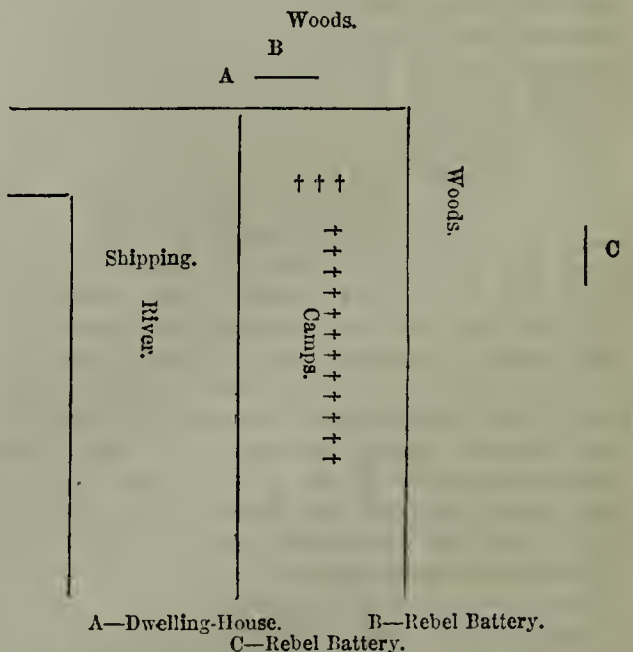 Woods.
B
A
† † †
Woods.
C
Shipping.
River.
Camps.
A—Dwelling-House. B—Rebel Battery.
C—Rebel Battery.